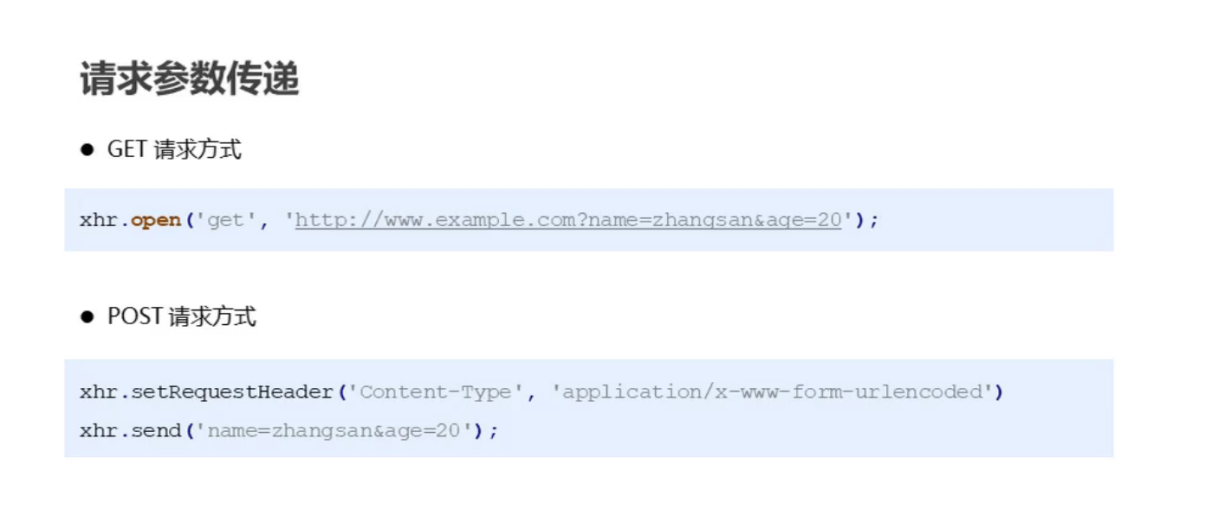 请求参数传递
● GET 请求方式
xhr.open('get', 'http://www.example.com?name=zhangsan&age=20');
● POST 请求方式
xhr.setRequestHeader('Content-Type', 'application/x-www-form-urlencoded')
xhr.send('name=zhangsan&age=20');